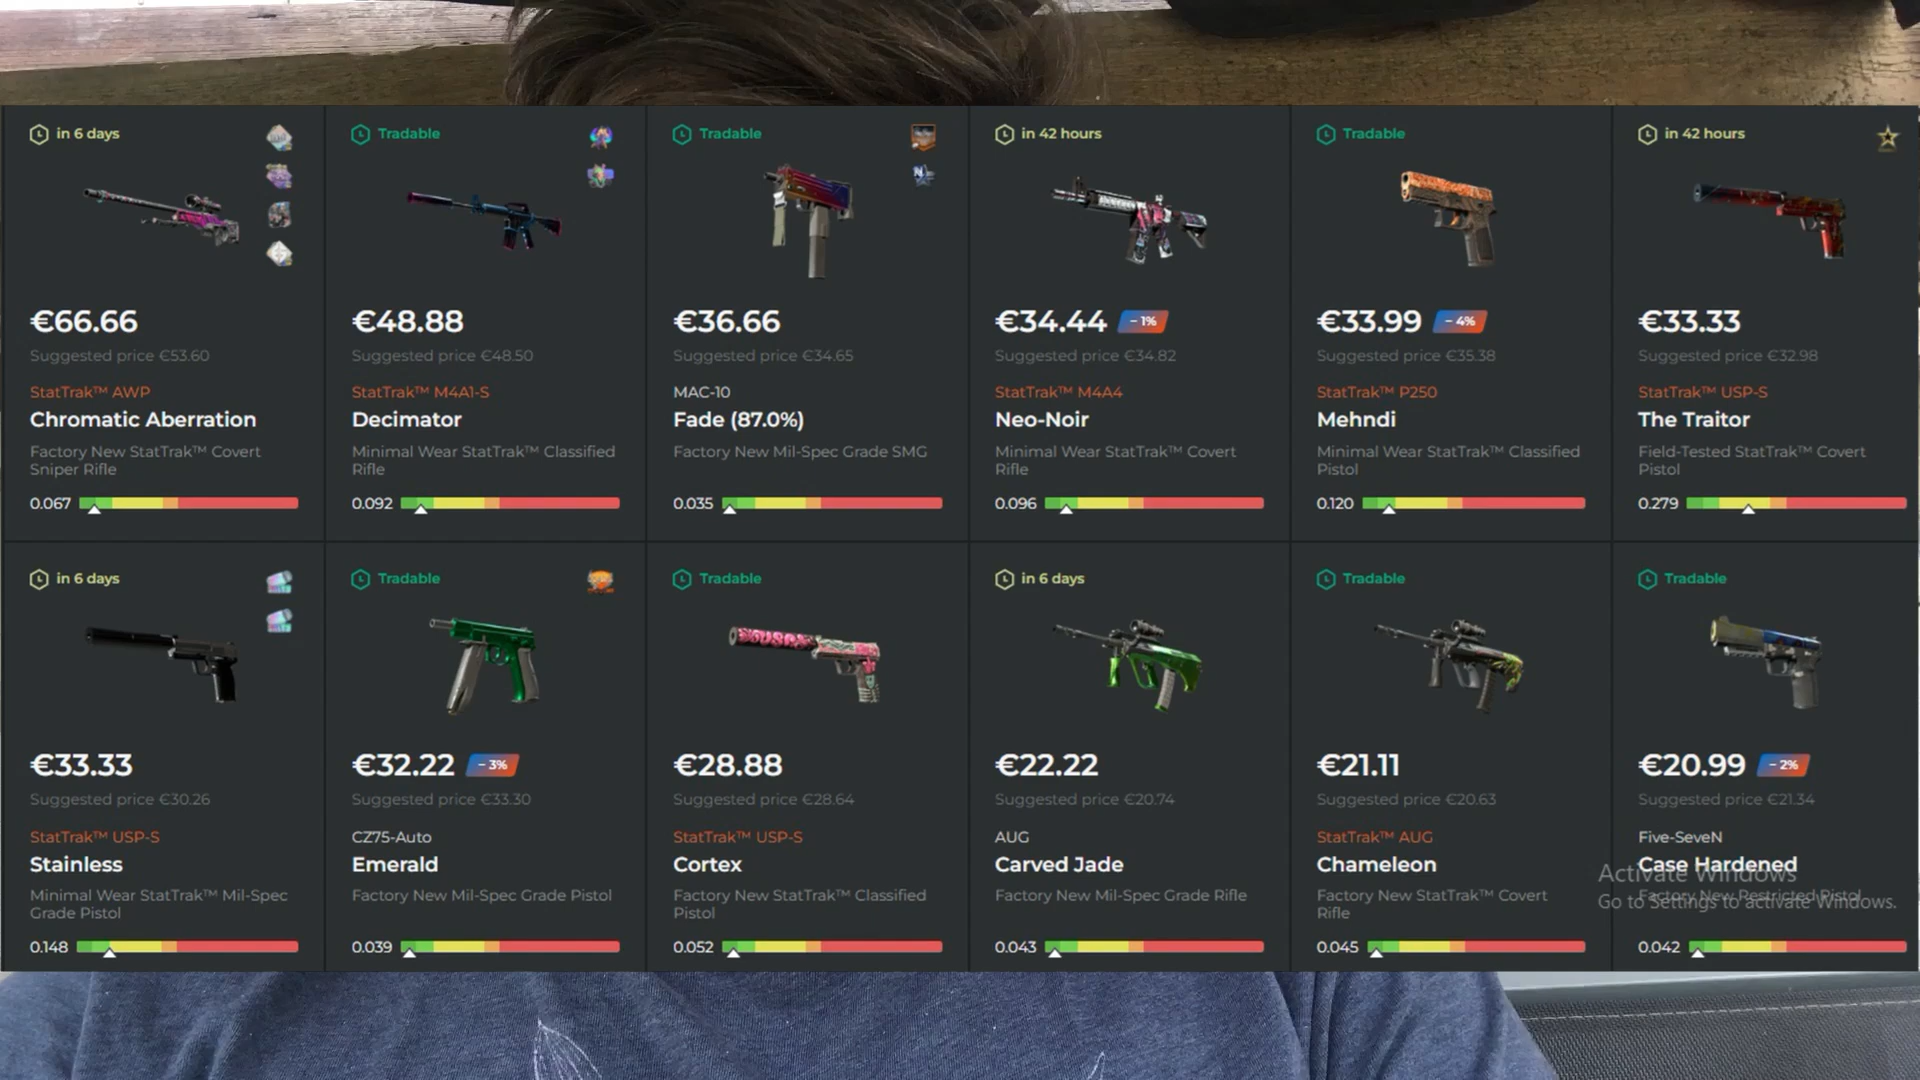 in 6 days
€66.66
Suggested price €53.60
StatTrak™ AWP
Chromatic Aberration
Factory New StatTrak™ Covert
Sniper Rifle
0.067
Tradable
€48.88
Suggested price €48.50
StatTrak™ M4A1-S
Decimator
Minimal Wear StatTrak™ Classified
Rifle
0.092
Tradable
€36.66
Suggested price €34.65
MAC-10
Fade (87.0%)
Factory New Mil-Spec Grade SMG
0.035
in 42 hours
€34.44 - 1%
Suggested price €34.82
StatTrak™ M4A4
Neo-Noir
Minimal Wear StatTrak™ Covert
Rifle
0.096
Tradable
€33.99 - 4%
Suggested price €35.38
StatTrak™ P250
Mehndi
Minimal Wear StatTrak™ Classified
Pistol
0.120
in 42 hours
€33.33
Suggested price €32.98
StatTrak™ USP-S
The Traitor
Field-Tested StatTrak™ Covert
Pistol
0.279
in 6 days
€33.33
Suggested price €30.26
StatTrak™ USP-S
Stainless
Minimal Wear StatTrak™ Mil-Spec
Grade Pistol
0.148
Tradable
€32.22 - 3%
Suggested price €33.30
CZ75-Auto
Emerald
Factory New Mil-Spec Grade Pistol
0.039
Tradable
€28.88
Suggested price €28.64
StatTrak™ USP-S
Cortex
Factory New StatTrak™ Classified
Pistol
0.052
in 6 days
€22.22
Suggested price €20.74
AUG
Carved Jade
Factory New Mil-Spec Grade Rifle
0.043
Tradable
€21.11
Suggested price €20.63
StatTrak™ AUG
Chameleon
Factory New StatTrak™ Covert
Rifle
0.045
Tradable
€20.99 - 2%
Suggested price €21.34
Five-SeveN
Case Hardened
Factory New Restricted Pistol
0.042
Activate Windows
Go to Settings to activate Windows.